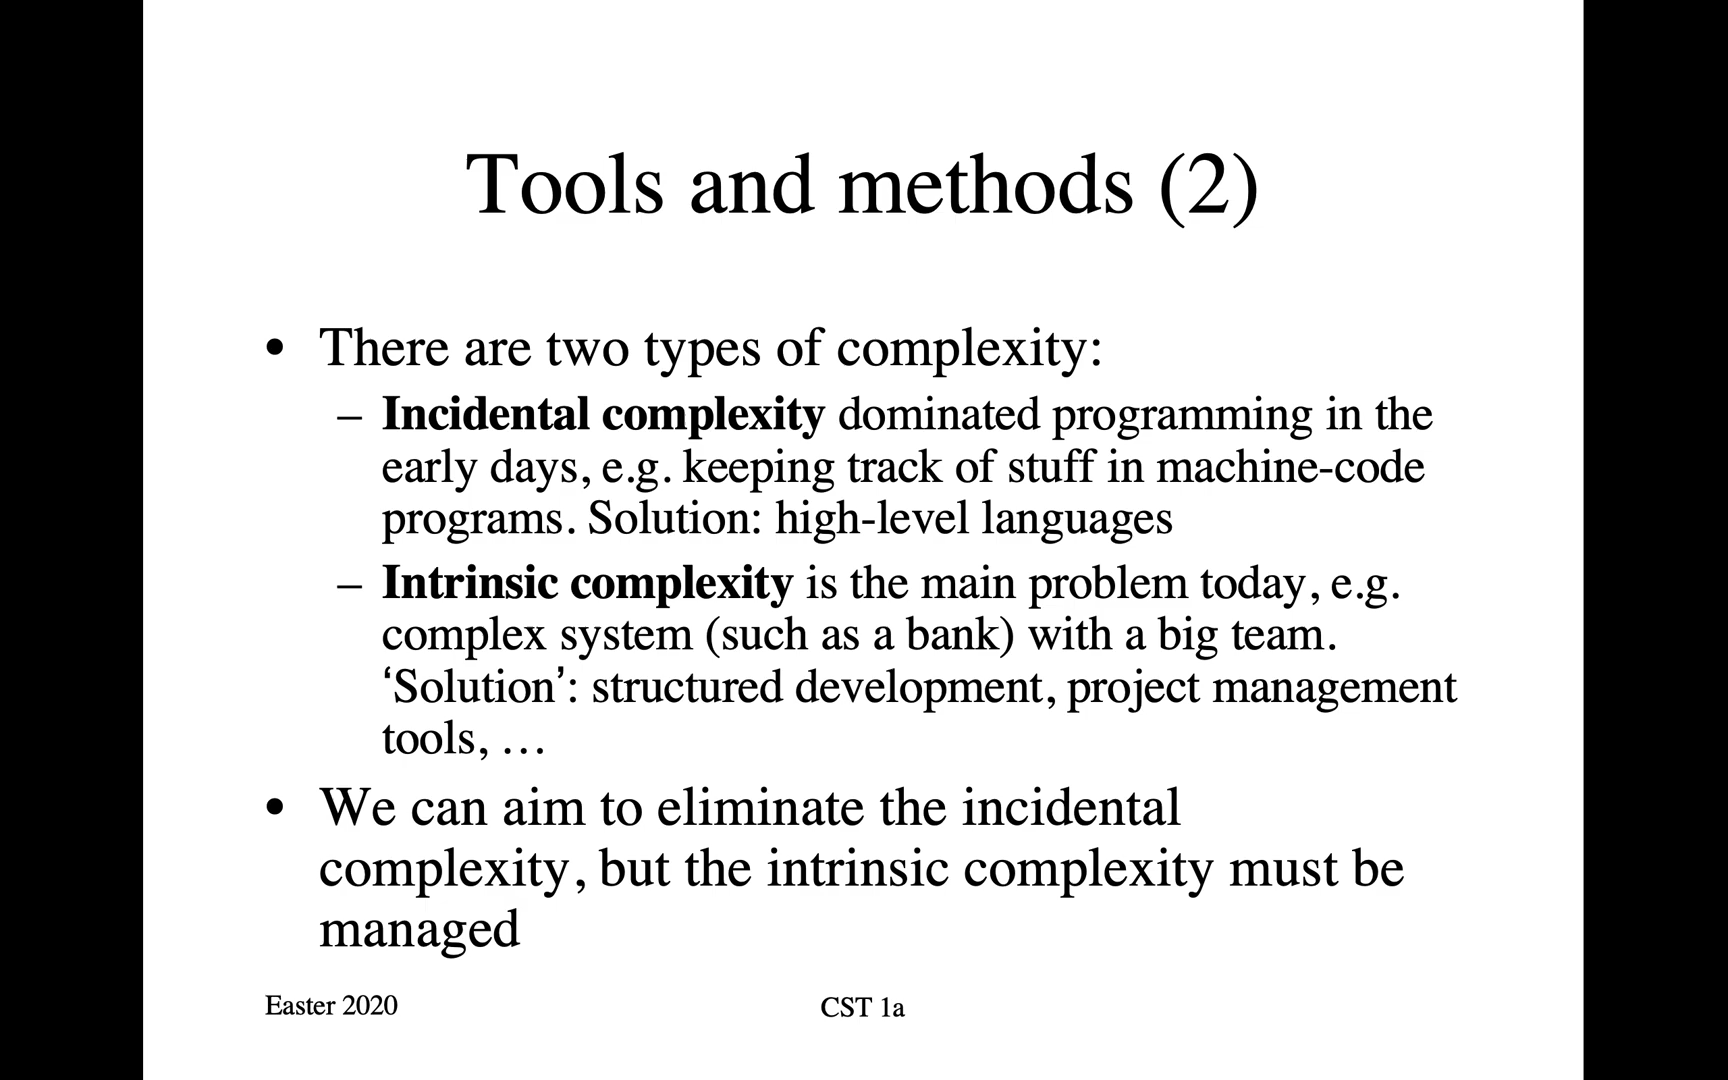 Tools and methods (2)
• There are two types of complexity:
– Incidental complexity dominated programming in the
early days, e.g. keeping track of stuff in machine-code
programs. Solution: high-level languages
– Intrinsic complexity is the main problem today, e.g.
complex system (such as a bank) with a big team.
‘Solution’: structured development, project management
tools, …
• We can aim to eliminate the incidental
complexity, but the intrinsic complexity must be
managed
Easter 2020
CST 1a